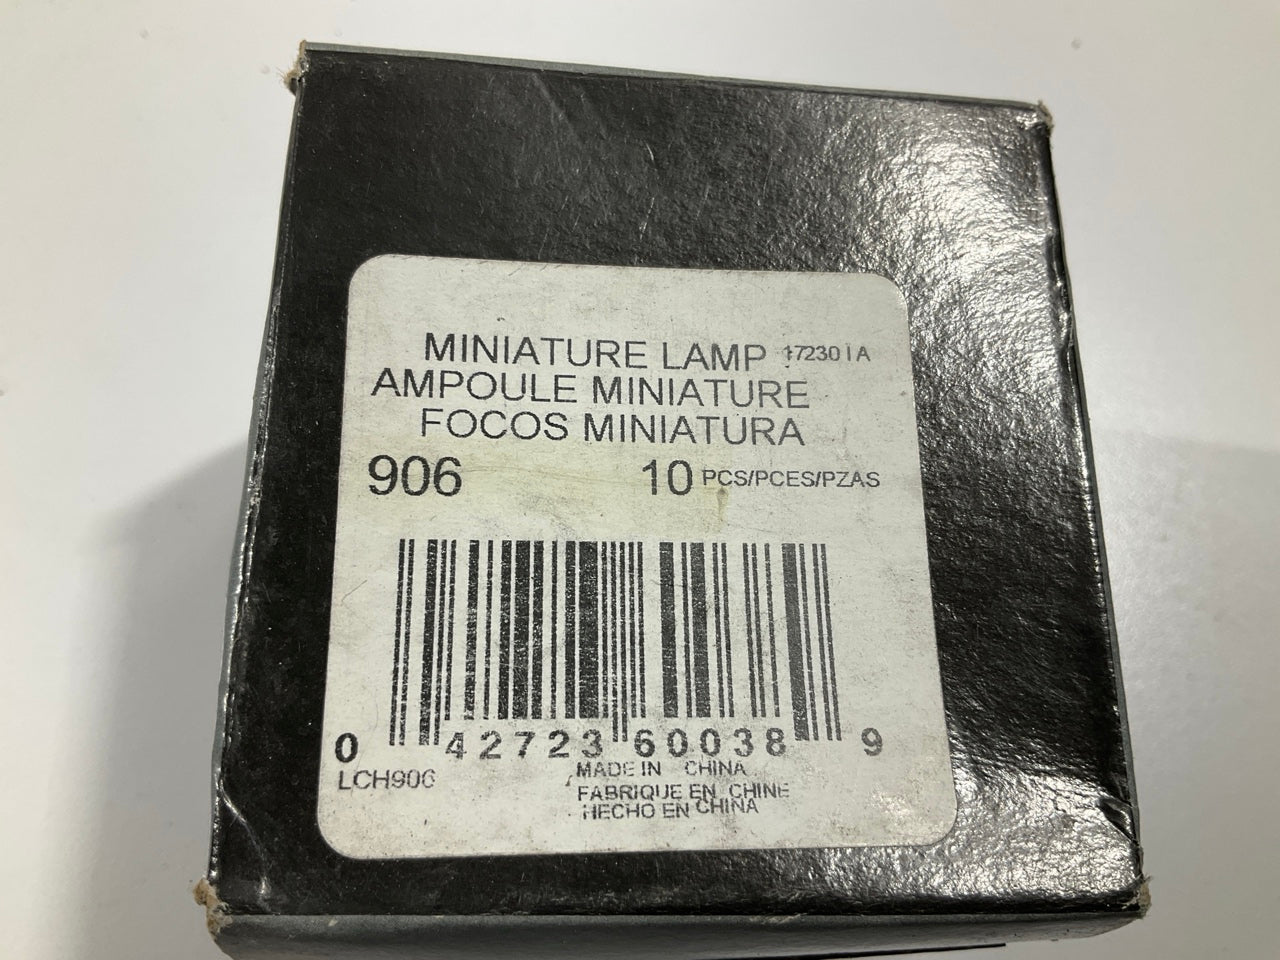 MINIATURE LAMP 172301A
AMPOULE MINIATURE
FOCOS MINIATURA
906 10 PCS/PCES/PZAS
0 42723 60038 9
LCH906
MADE IN CHINA
FABRIQUE EN CHINE
HECHO EN CHINA